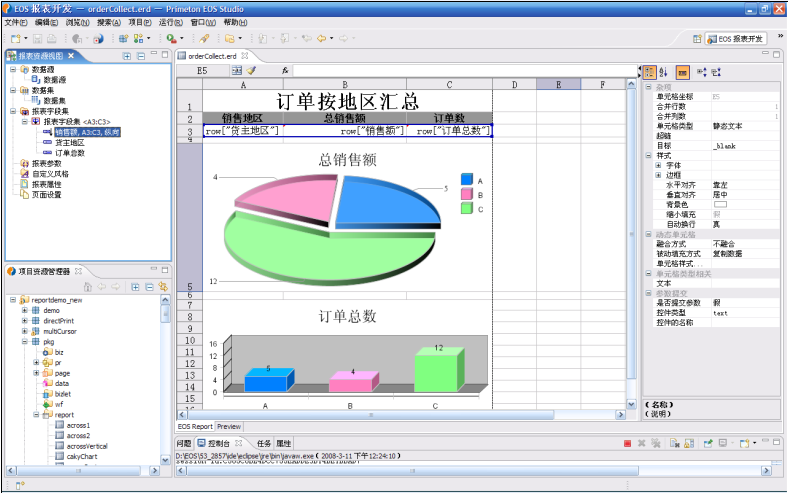 EOS 报表开发 — orderCollect.erd — Primeton EOS Studio
文件(F) 编辑(E) 浏览(N) 搜索(A) 项目(P) 运行(R) 窗口(W) 帮助(H)
EOS 报表开发
报表资源视图
数据源
数据源
数据集
数据集
报表字段集
报表字段集 <A3:C3>
销售额, A3:C3, 纵向
货主地区
订单总数
报表参数
自定义风格
报表属性
页面设置
项目资源管理器
reportdemo_new
demo
directPrint
multiCursor
pkg
biz
pr
page
data
bizlet
wf
report
across1
across2
acrossVertical
cakyChart
orderCollect.erd
E5
fx
A B C D E F
1 订单按地区汇总
2 销售地区 总销售额 订单数
3 row["货主地区"] row["销售额"] row["订单总数"]
4
总销售额
4
5
12
A
B
C
5
6
7
8
9
10
11
12
13
14
15
订单总数
16
12
8
4
0
5
4
12
A B C
EOS Report Preview
问题 控制台 任务 属性
D:\EOS\53_2857\ide\eclipse\jre\bin\javaw.exe ( 2008-3-11 下午12:24:10 )
杂项
单元格坐标 E5
合并行数 1
合并列数 1
单元格类型 静态文本
超链
目标 _blank
样式
字体
边框
水平对齐 靠左
垂直对齐 居中
背景色
缩小填充 假
自动换行 真
动态单元格
融合方式 不融合
被动填充方式 复制数据
单元格样式...
单元格类型相关
文本
参数提交
是否提交参数 假
控件类型 text
控件的名称
(名称)
(说明)